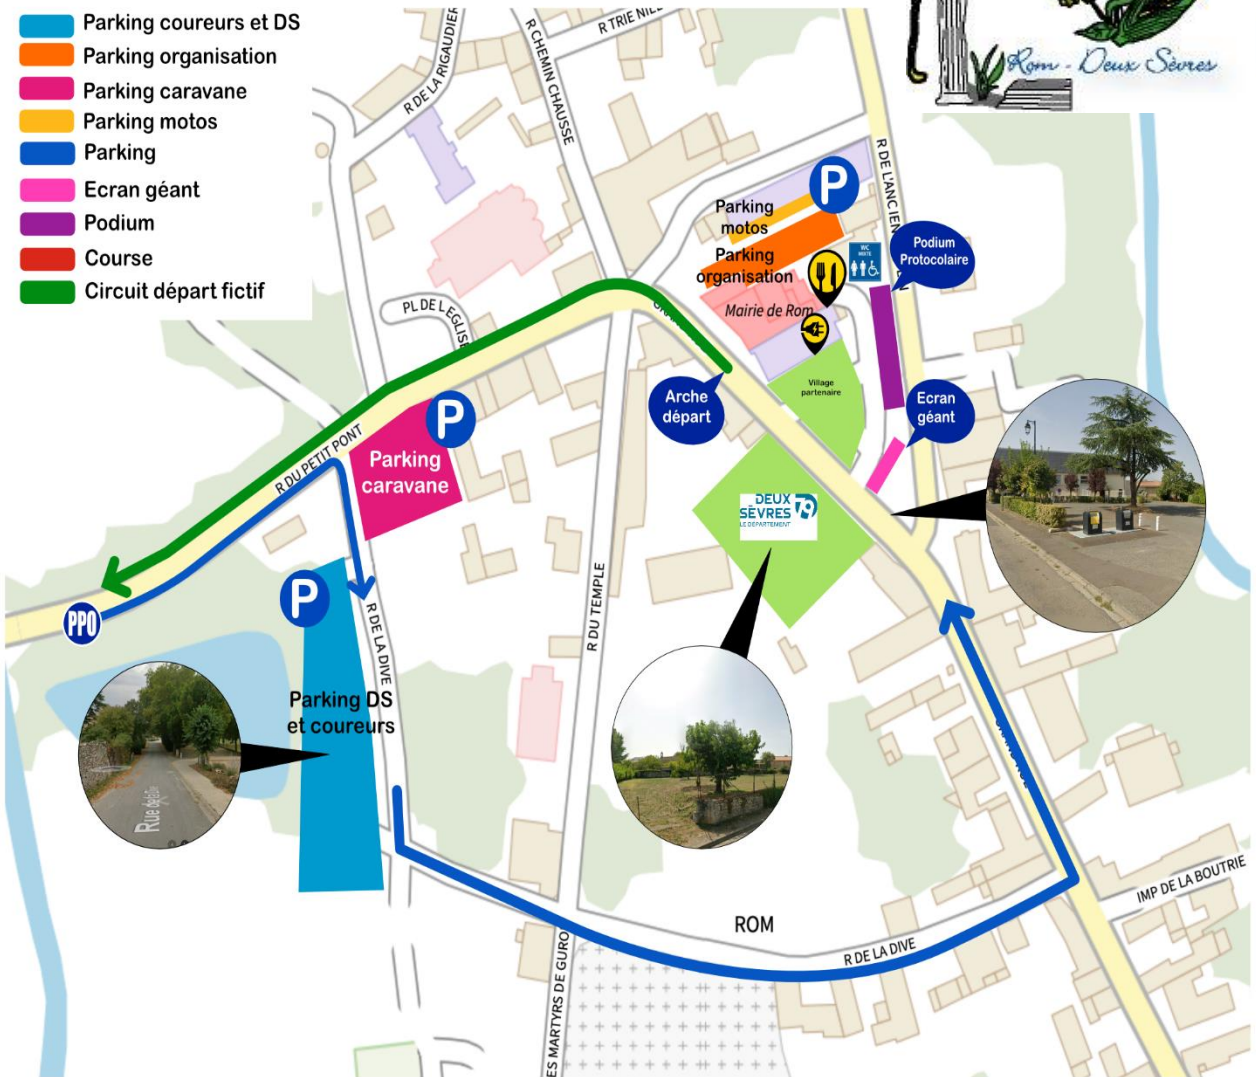 Parking coureurs et DS
Parking organisation
Parking caravane
Parking motos
Parking
Ecran géant
Podium
Course
Circuit départ fictif
Rom - Deux Sèvres
R DE LA RIGAUDIER
R CHEMIN CHAUSSE
R TRIE NIEL
R DE L'ANCIEN
P
Parking
motos
WC
MIXTE
Podium
Protocolaire
Parking
organisation
Mairie de Rom
PL DE L'EGLISE
Village
partenaire
Arche
départ
Ecran
géant
P
Parking
caravane
R DU PETIT PONT
DEUX
SÈVRES 79
LE DÉPARTEMENT
P
PPO
R DE LA DIVE
R DU TEMPLE
Parking DS
et coureurs
Rue de la Dive
IMP DE LA BOUTRIE
ROM
R DE LA DIVE
ES MARTYRS DE GURO